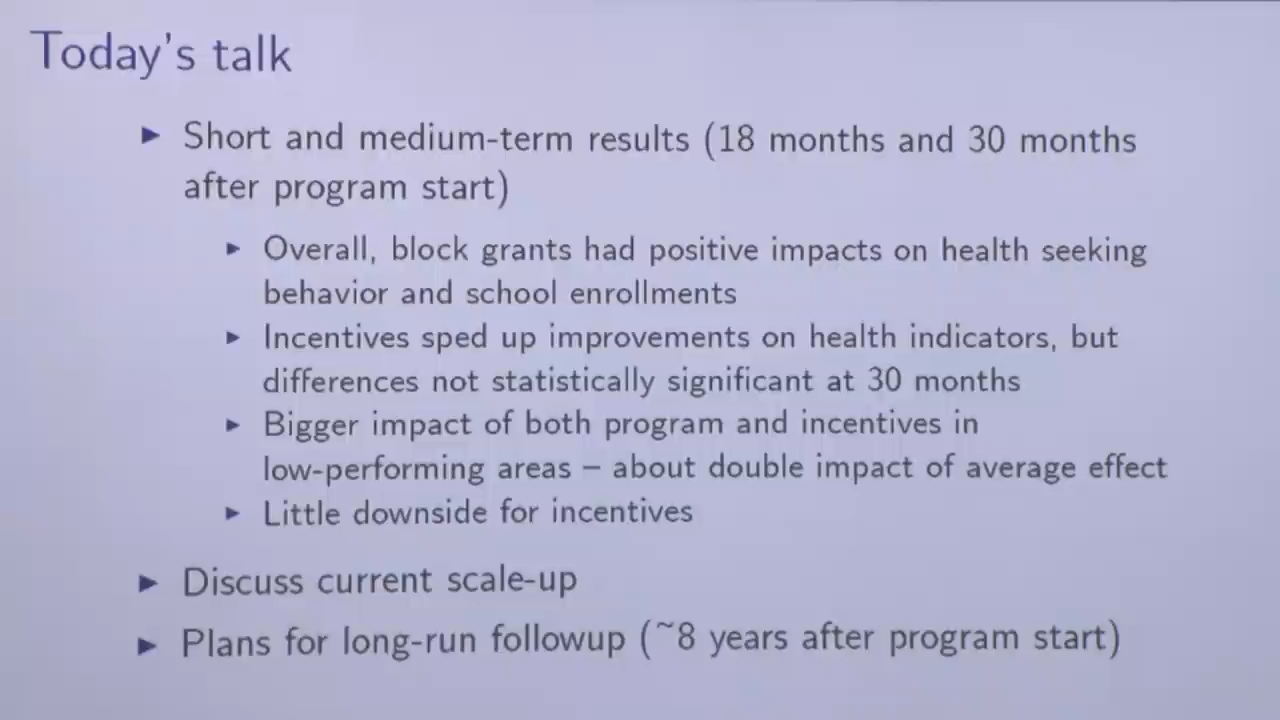 Today's talk
► Short and medium-term results (18 months and 30 months
after program start)
► Overall, block grants had positive impacts on health seeking
behavior and school enrollments
► Incentives sped up improvements on health indicators, but
differences not statistically significant at 30 months
► Bigger impact of both program and incentives in
low-performing areas – about double impact of average effect
► Little downside for incentives
► Discuss current scale-up
► Plans for long-run followup (~8 years after program start)